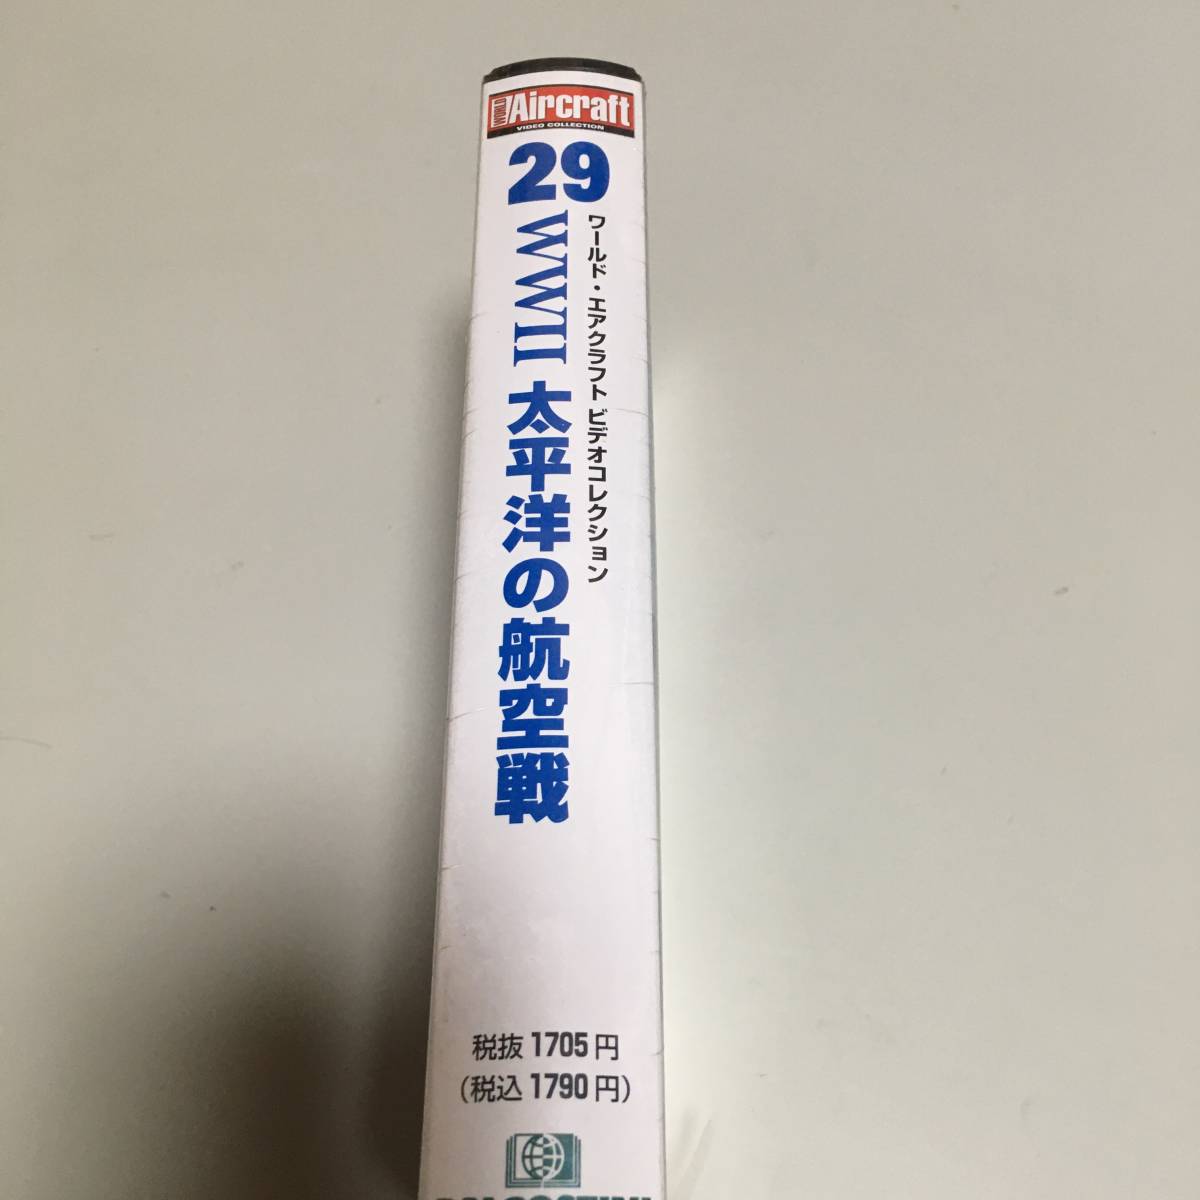 WORLD Aircraft
VIDEO COLLECTION
29
ワールド・エアクラフト ビデオコレクション
WWII 太平洋の航空戦
税抜 1705 円
(税込 1790 円)